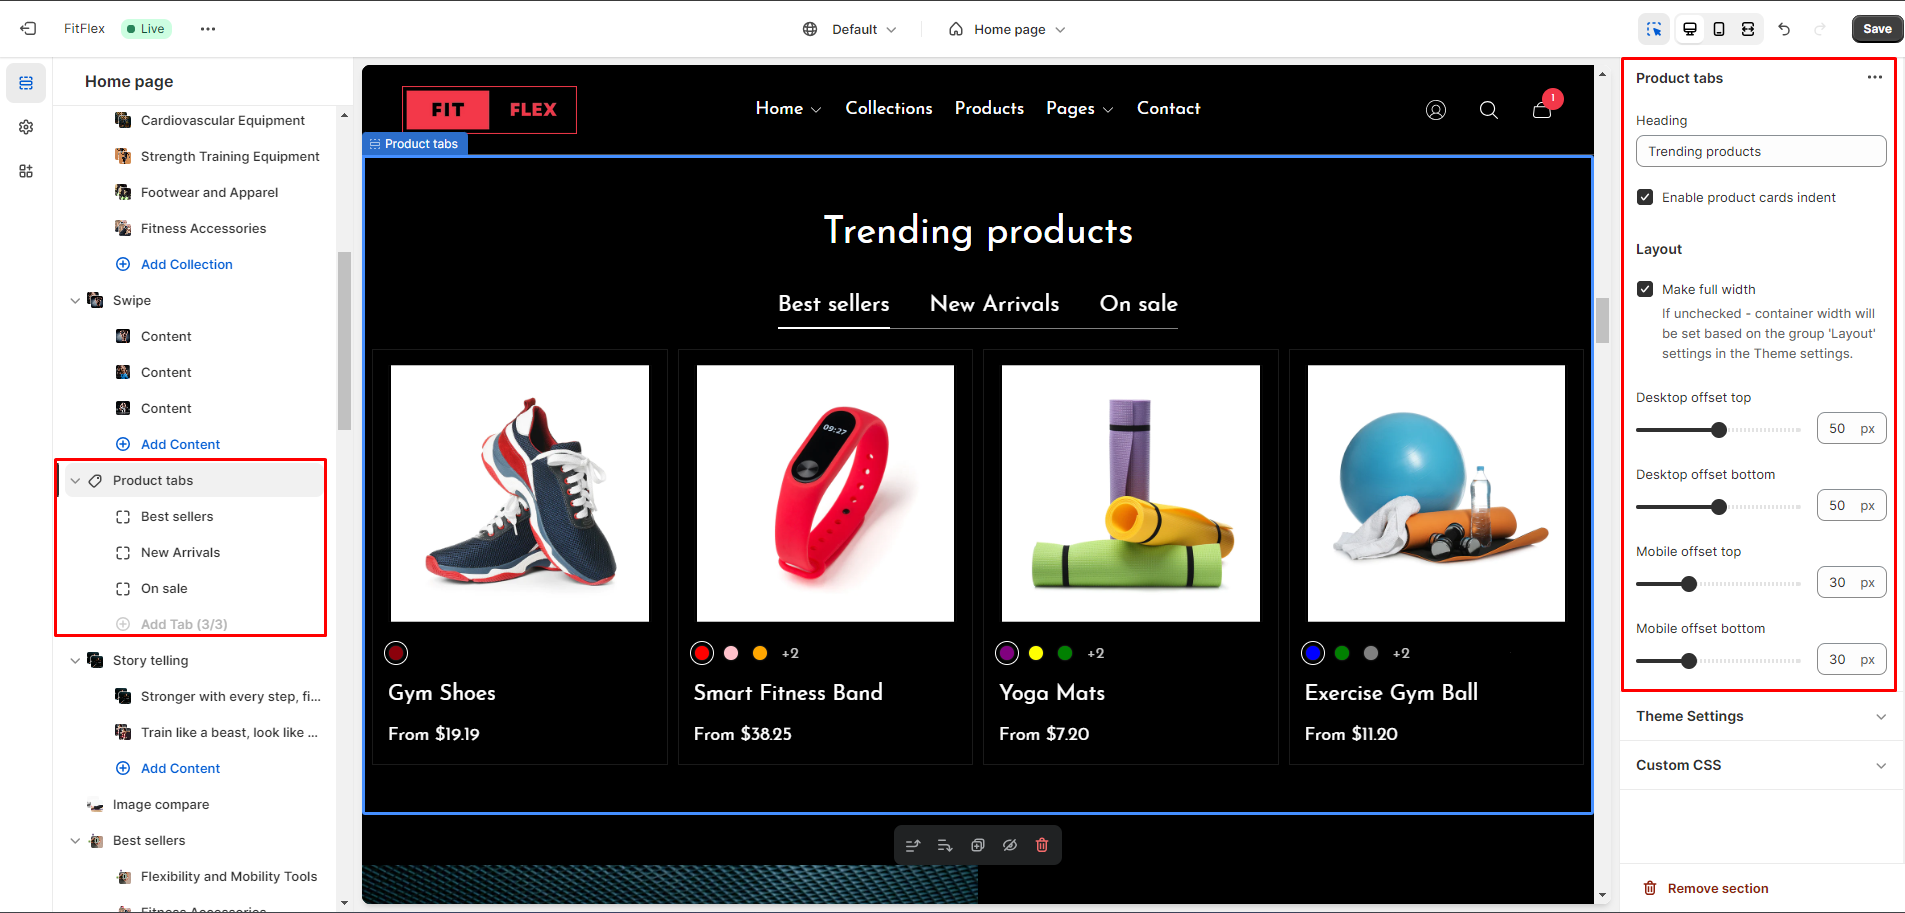 FitFlex
Live
Default
Home page
Save
Home page
Cardiovascular Equipment
Strength Training Equipment
Footwear and Apparel
Fitness Accessories
Add Collection
Swipe
Content
Content
Content
Add Content
Product tabs
Best sellers
New Arrivals
On sale
Add Tab (3/3)
Story telling
Stronger with every step, fi...
Train like a beast, look like ...
Add Content
Image compare
Best sellers
Flexibility and Mobility Tools
Fitness Accessories
FIT FLEX
Home
Collections
Products
Pages
Contact
1
Product tabs
Trending products
Best sellers
New Arrivals
On sale
09:27
+2
+2
+2
Gym Shoes
Smart Fitness Band
Yoga Mats
Exercise Gym Ball
From $19.19
From $38.25
From $7.20
From $11.20
Product tabs
Heading
Trending products
Enable product cards indent
Layout
Make full width
If unchecked - container width will
be set based on the group 'Layout'
settings in the Theme settings.
Desktop offset top
50 px
Desktop offset bottom
50 px
Mobile offset top
30 px
Mobile offset bottom
30 px
Theme Settings
Custom CSS
Remove section